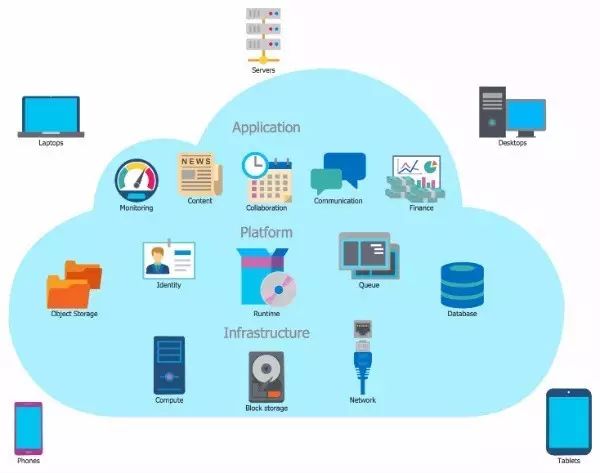 Servers
Laptops
Desktops
Application
NEWS
Monitoring
Content
Collaboration
Communication
Finance
Platform
Identity
Queue
Object Storage
Runtime
Database
Infrastructure
Compute
Block storage
Network
Phones
Tablets